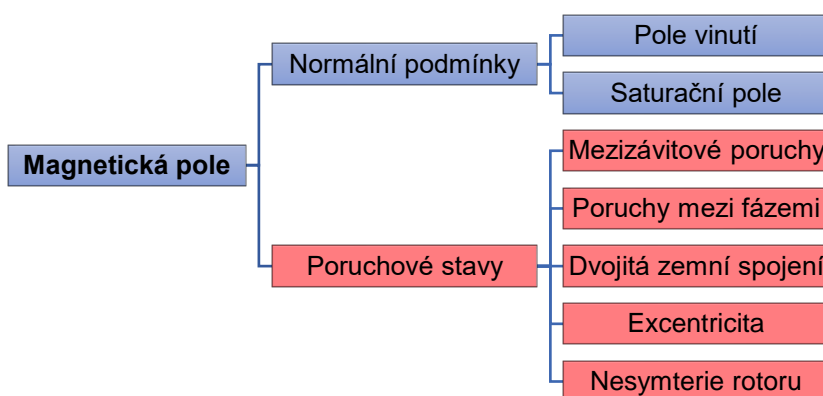 Magnetická pole
Normální podmínky
Pole vinutí
Saturační pole
Poruchové stavy
Mezizávitové poruchy
Poruchy mezi fázemi
Dvojitá zemní spojení
Excentricita
Nesymterie rotoru